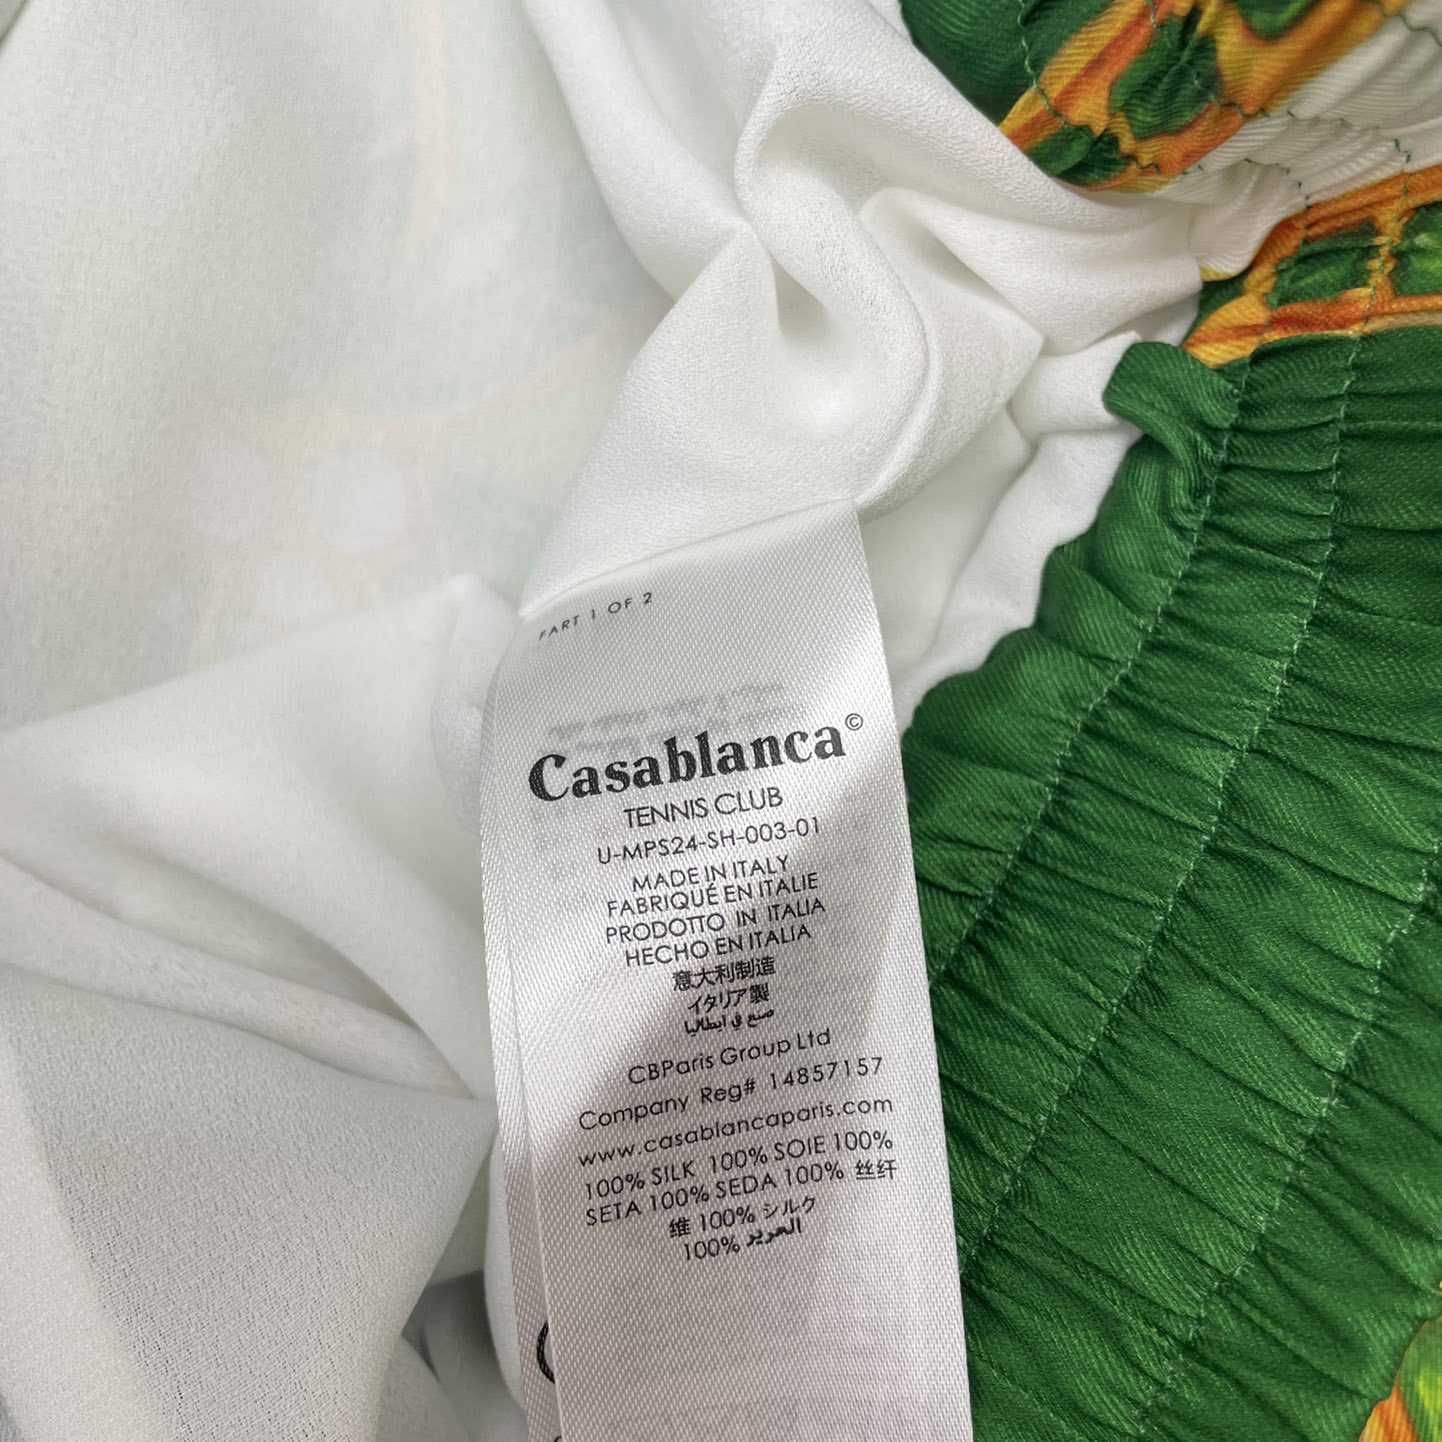 PART 1 OF 2
Casablanca©
TENNIS CLUB
U-MPS24-SH-003-01
MADE IN ITALY
FABRIQUÉ EN ITALIE
PRODOTTO IN ITALIA
HECHO EN ITALIA
意大利制造
イタリア製
صنع في ايطاليا
CBParis Group Ltd
Company Reg# 14857157
www.casablancaparis.com
100% SILK 100% SOIE 100%
SETA 100% SEDA 100% 丝纤
维 100% シルク
100% الحرير